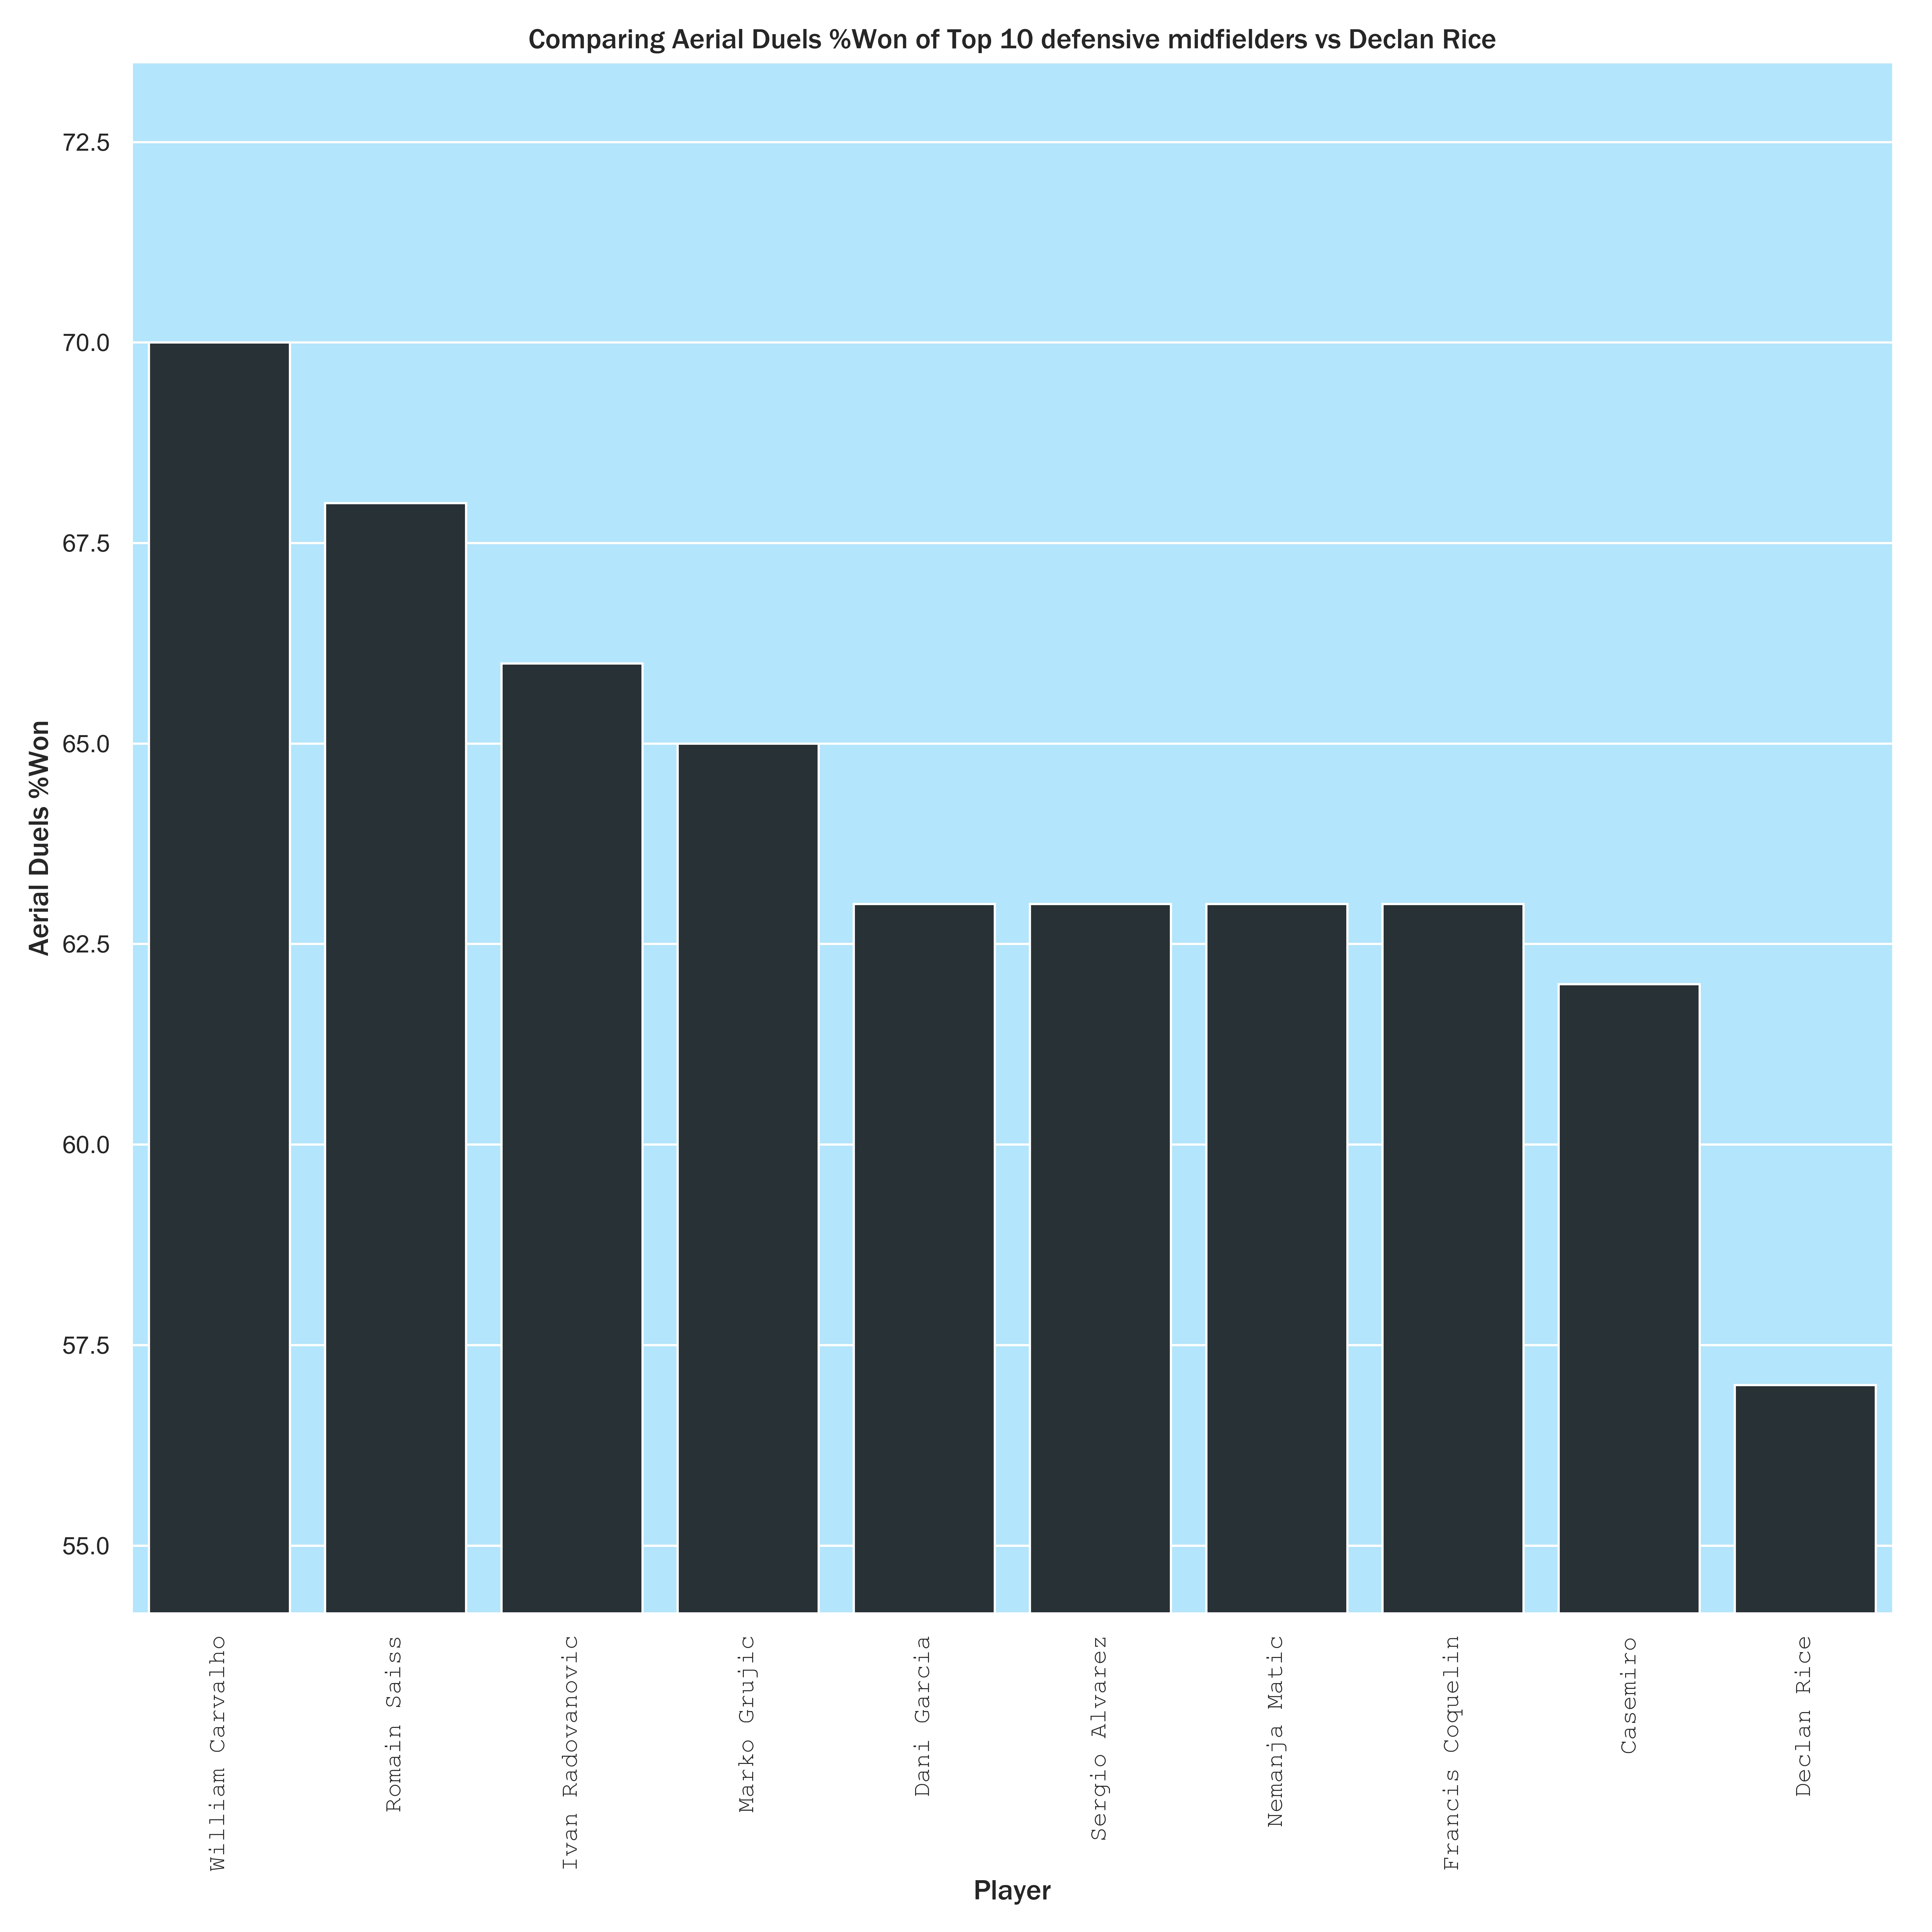 Comparing Aerial Duels %Won of Top 10 defensive midfielders vs Declan Rice
72.5
70.0
67.5
65.0
62.5
60.0
57.5
55.0
Aerial Duels %Won
William Carvalho
Romain Saiss
Ivan Radovanovic
Marko Grujic
Dani Garcia
Sergio Alvarez
Nemanja Matic
Francis Coquelin
Casemiro
Declan Rice
Player